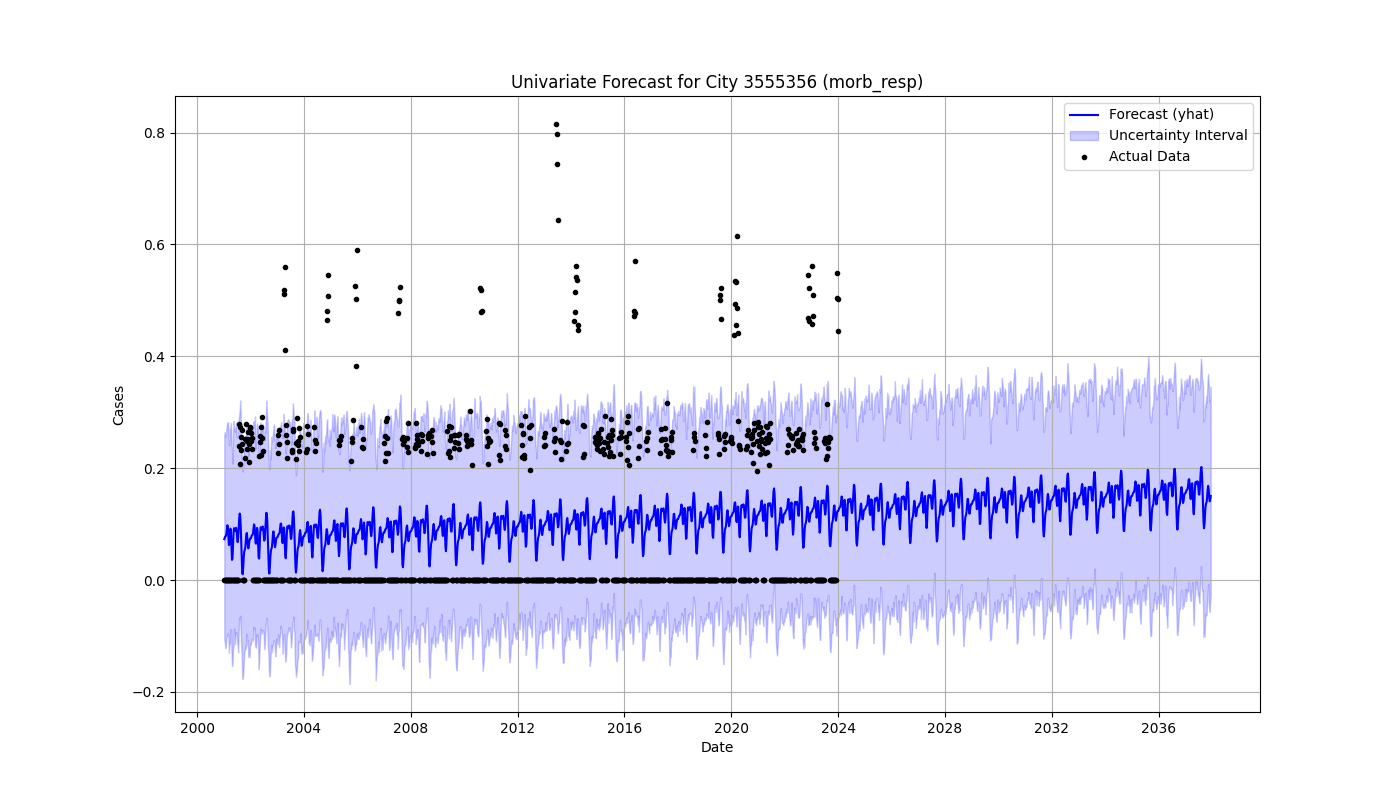 Univariate Forecast for City 3555356 (morb_resp)
Forecast (yhat)
Uncertainty Interval
Actual Data
Cases
0.8
0.6
0.4
0.2
0.0
−0.2
2000 2004 2008 2012 2016 2020 2024 2028 2032 2036
Date